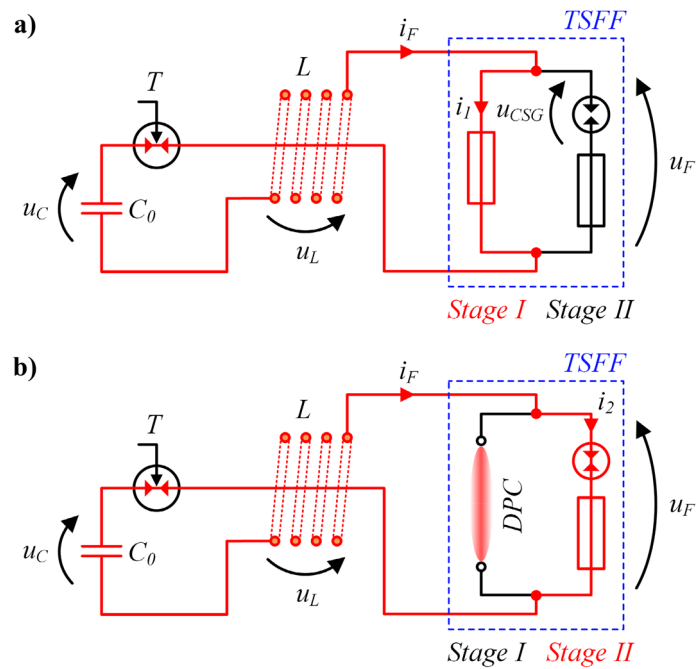 a)
TSFF
i_F
L
T
i_1
u_CSG
u_C
C_0
u_F
u_L
Stage I
Stage II
b)
TSFF
i_F
i_2
L
T
DPC
u_F
u_C
C_0
u_L
Stage I
Stage II